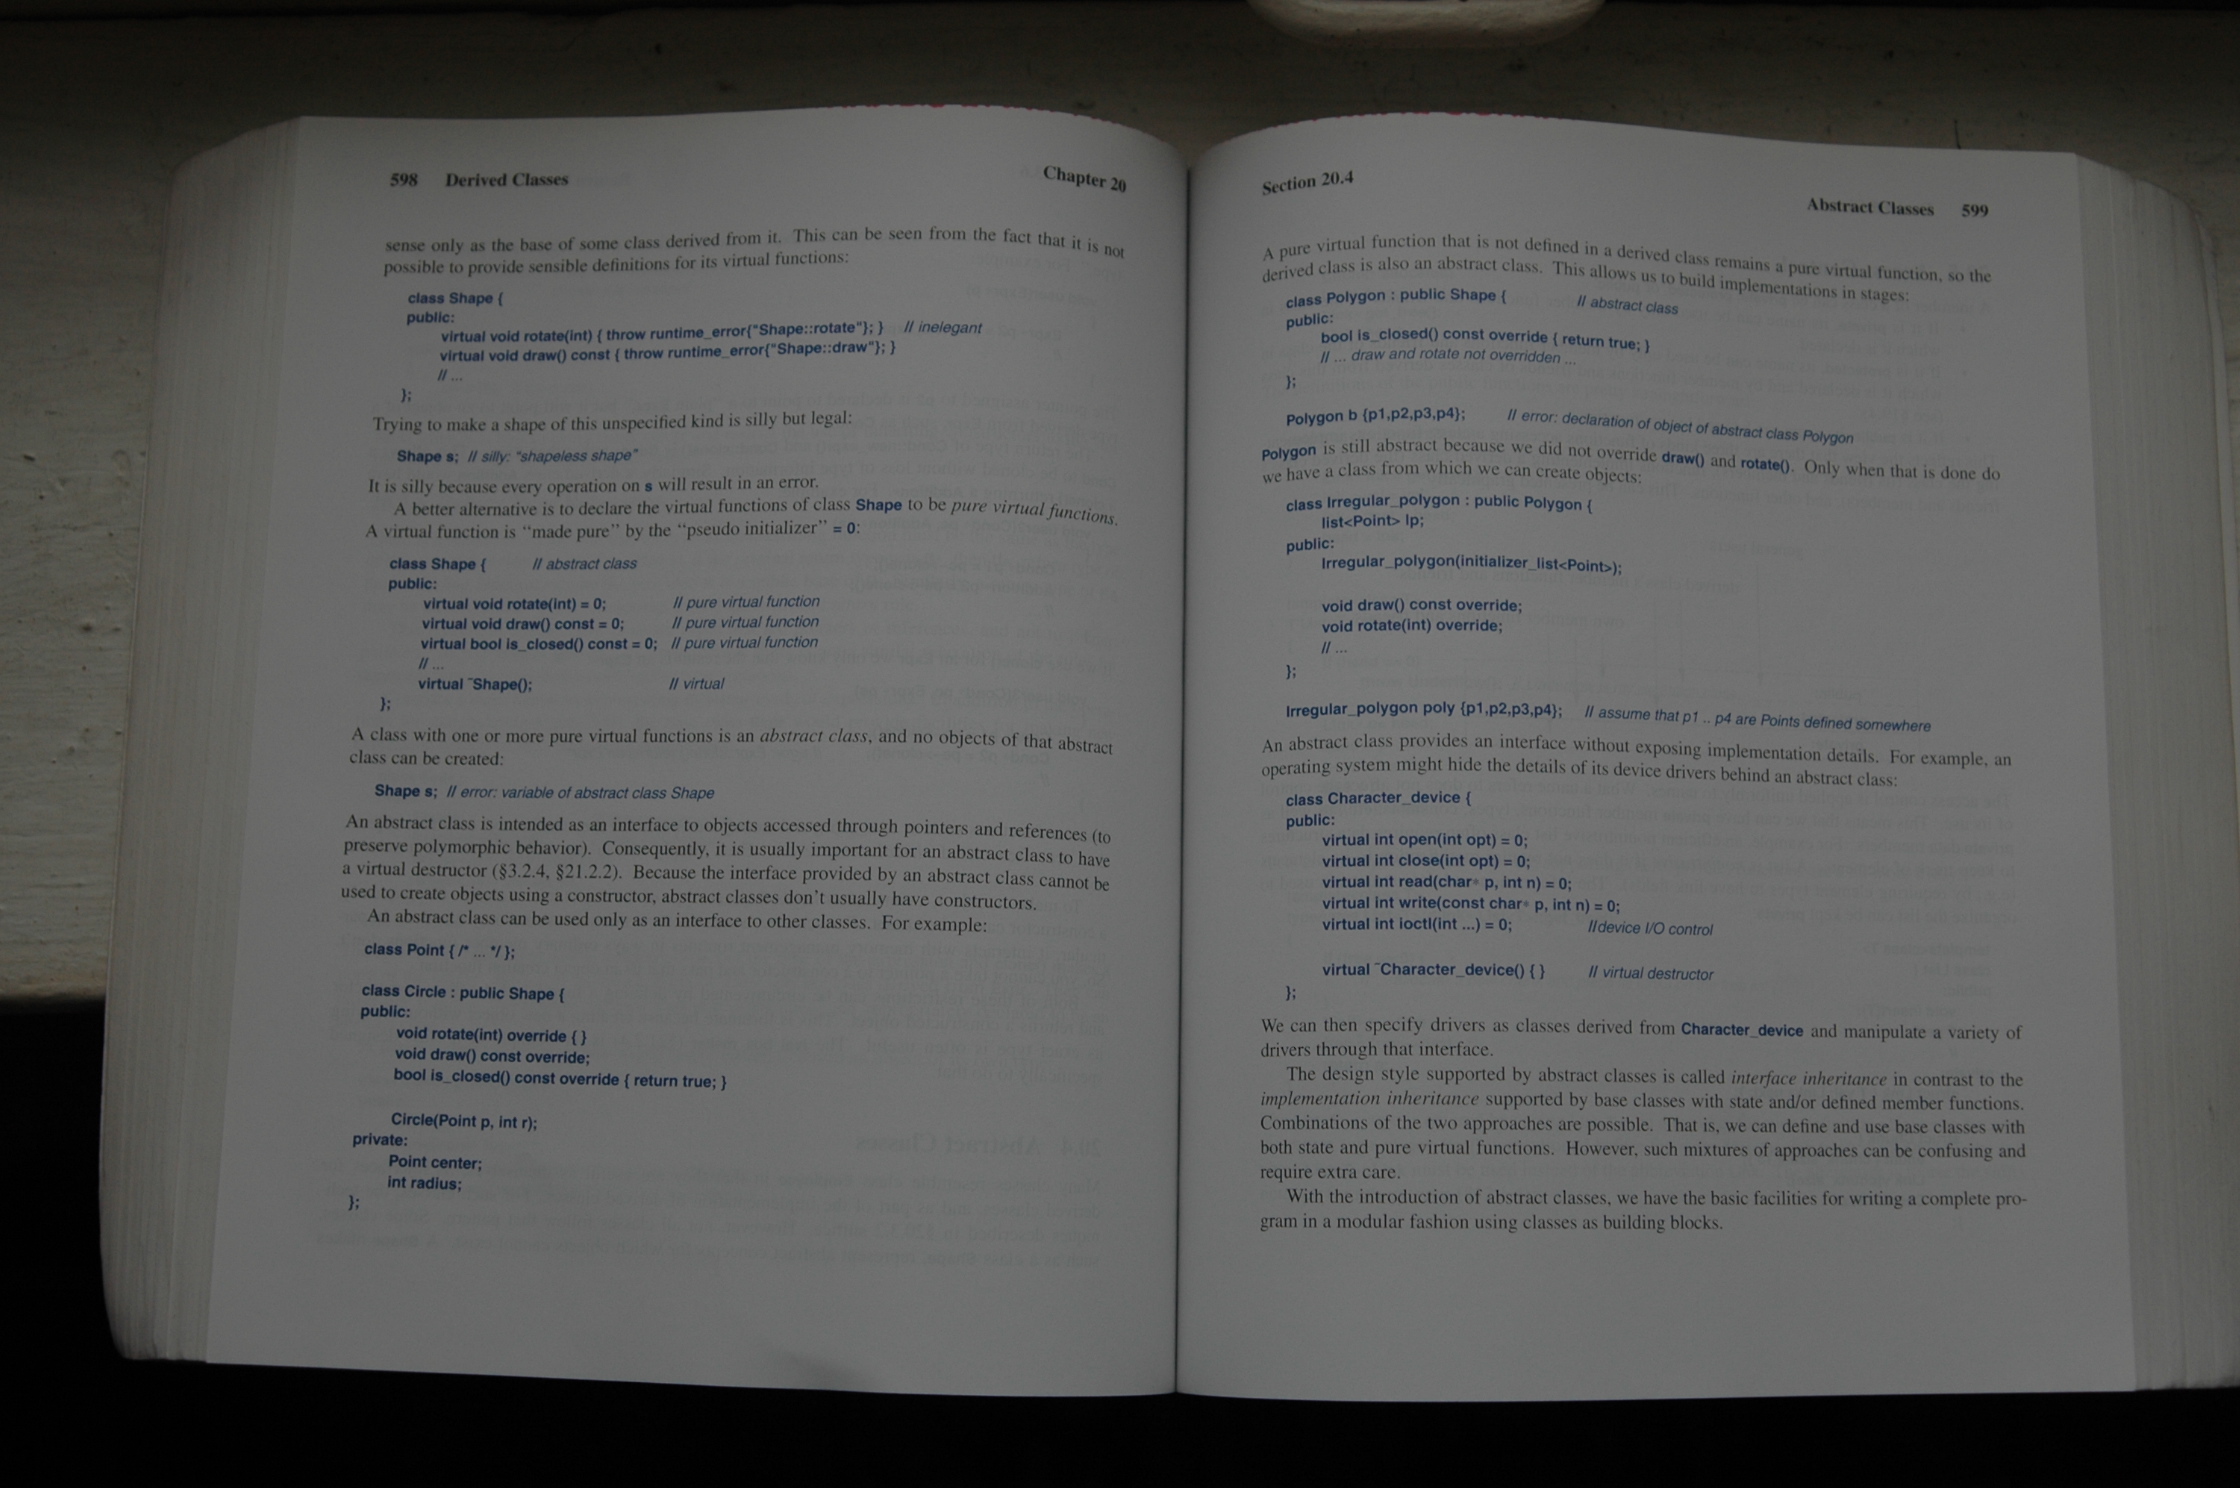 598 Derived Classes Chapter 20
sense only as the base of some class derived from it. This can be seen from the fact that it is not
possible to provide sensible definitions for its virtual functions:
class Shape {
public:
virtual void rotate(int) { throw runtime_error{"Shape::rotate"}; } // inelegant
virtual void draw() const { throw runtime_error{"Shape::draw"}; }
// ...
};
Trying to make a shape of this unspecified kind is silly but legal:
Shape s; // silly: "shapeless shape"
It is silly because every operation on s will result in an error.
A better alternative is to declare the virtual functions of class Shape to be pure virtual functions.
A virtual function is "made pure" by the "pseudo initializer" = 0:
class Shape { // abstract class
public:
virtual void rotate(int) = 0; // pure virtual function
virtual void draw() const = 0; // pure virtual function
virtual bool is_closed() const = 0; // pure virtual function
// ...
virtual ~Shape(); // virtual
};
A class with one or more pure virtual functions is an abstract class, and no objects of that abstract
class can be created:
Shape s; // error: variable of abstract class Shape
An abstract class is intended as an interface to objects accessed through pointers and references (to
preserve polymorphic behavior). Consequently, it is usually important for an abstract class to have
a virtual destructor (§3.2.4, §21.2.2). Because the interface provided by an abstract class cannot be
used to create objects using a constructor, abstract classes don't usually have constructors.
An abstract class can be used only as an interface to other classes. For example:
class Point { /* ... */ };
class Circle : public Shape {
public:
void rotate(int) override { }
void draw() const override;
bool is_closed() const override { return true; }
Circle(Point p, int r);
private:
Point center;
int radius;
};
Section 20.4 Abstract Classes 599
A pure virtual function that is not defined in a derived class remains a pure virtual function, so the
derived class is also an abstract class. This allows us to build implementations in stages:
class Polygon : public Shape { // abstract class
public:
bool is_closed() const override { return true; }
// ... draw and rotate not overridden ...
};
Polygon b {p1,p2,p3,p4}; // error: declaration of object of abstract class Polygon
Polygon is still abstract because we did not override draw() and rotate(). Only when that is done do
we have a class from which we can create objects:
class Irregular_polygon : public Polygon {
list<Point> lp;
public:
Irregular_polygon(initializer_list<Point>);
void draw() const override;
void rotate(int) override;
// ...
};
Irregular_polygon poly {p1,p2,p3,p4}; // assume that p1 .. p4 are Points defined somewhere
An abstract class provides an interface without exposing implementation details. For example, an
operating system might hide the details of its device drivers behind an abstract class:
class Character_device {
public:
virtual int open(int opt) = 0;
virtual int close(int opt) = 0;
virtual int read(char* p, int n) = 0;
virtual int write(const char* p, int n) = 0;
virtual int ioctl(int ...) = 0; //device I/O control
virtual ~Character_device() { } // virtual destructor
};
We can then specify drivers as classes derived from Character_device and manipulate a variety of
drivers through that interface.
The design style supported by abstract classes is called interface inheritance in contrast to the
implementation inheritance supported by base classes with state and/or defined member functions.
Combinations of the two approaches are possible. That is, we can define and use base classes with
both state and pure virtual functions. However, such mixtures of approaches can be confusing and
require extra care.
With the introduction of abstract classes, we have the basic facilities for writing a complete pro-
gram in a modular fashion using classes as building blocks.